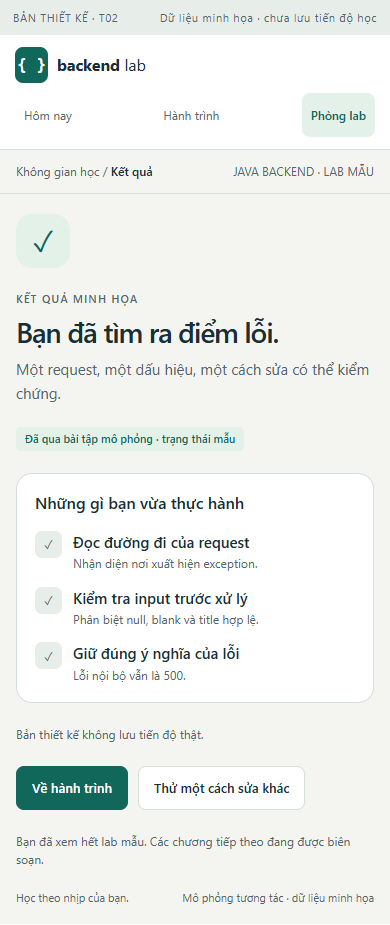 BẢN THIẾT KẾ · T02
Dữ liệu minh họa · chưa lưu tiến độ học
{ } backend lab
Hôm nay
Hành trình
Phòng lab
Không gian học / Kết quả
JAVA BACKEND · LAB MẪU
✓
KẾT QUẢ MINH HỌA
Bạn đã tìm ra điểm lỗi.
Một request, một dấu hiệu, một cách sửa có thể kiểm
chứng.
Đã qua bài tập mô phỏng · trạng thái mẫu
Những gì bạn vừa thực hành
✓ Đọc đường đi của request
Nhận diện nơi xuất hiện exception.
✓ Kiểm tra input trước xử lý
Phân biệt null, blank và title hợp lệ.
✓ Giữ đúng ý nghĩa của lỗi
Lỗi nội bộ vẫn là 500.
Bản thiết kế không lưu tiến độ thật.
Về hành trình
Thử một cách sửa khác
Bạn đã xem hết lab mẫu. Các chương tiếp theo đang được biên
soạn.
Học theo nhịp của bạn.
Mô phỏng tương tác · dữ liệu minh họa